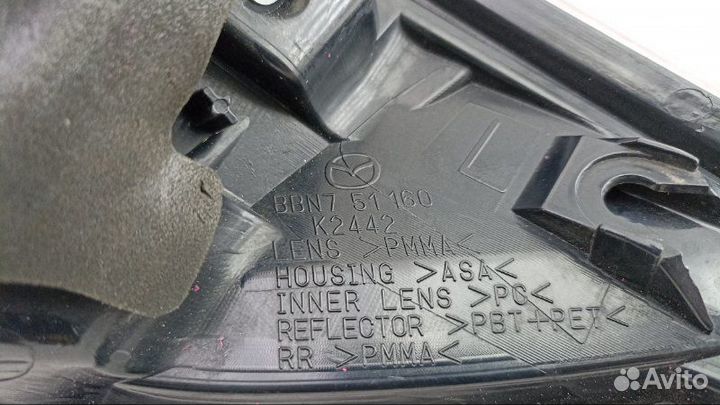 BBN7 51 160
K2442
LENS >PMMA<
HOUSING >ASA<
INNER LENS >PC<
REFLECTOR >PBT+PET<
RR >PMMA<
Avito